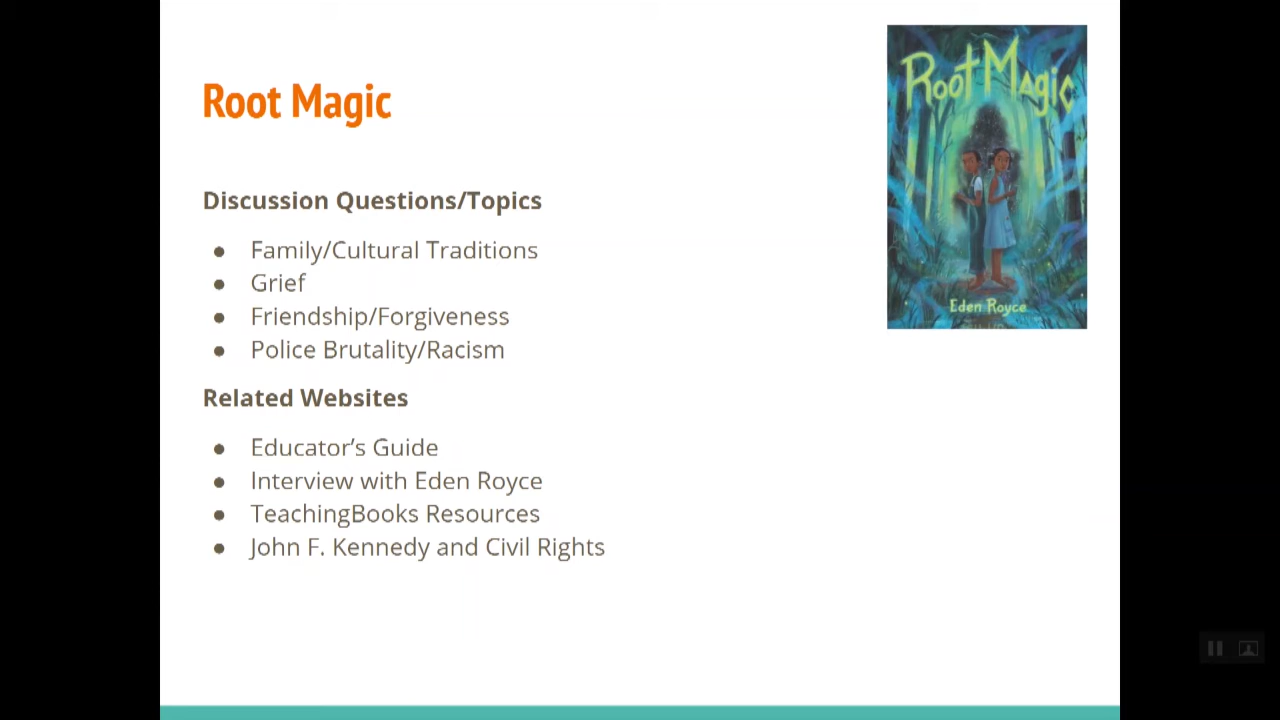 Root Magic
Discussion Questions/Topics
● Family/Cultural Traditions
● Grief
● Friendship/Forgiveness
● Police Brutality/Racism
Related Websites
● Educator’s Guide
● Interview with Eden Royce
● TeachingBooks Resources
● John F. Kennedy and Civil Rights
Root Magic
Eden Royce